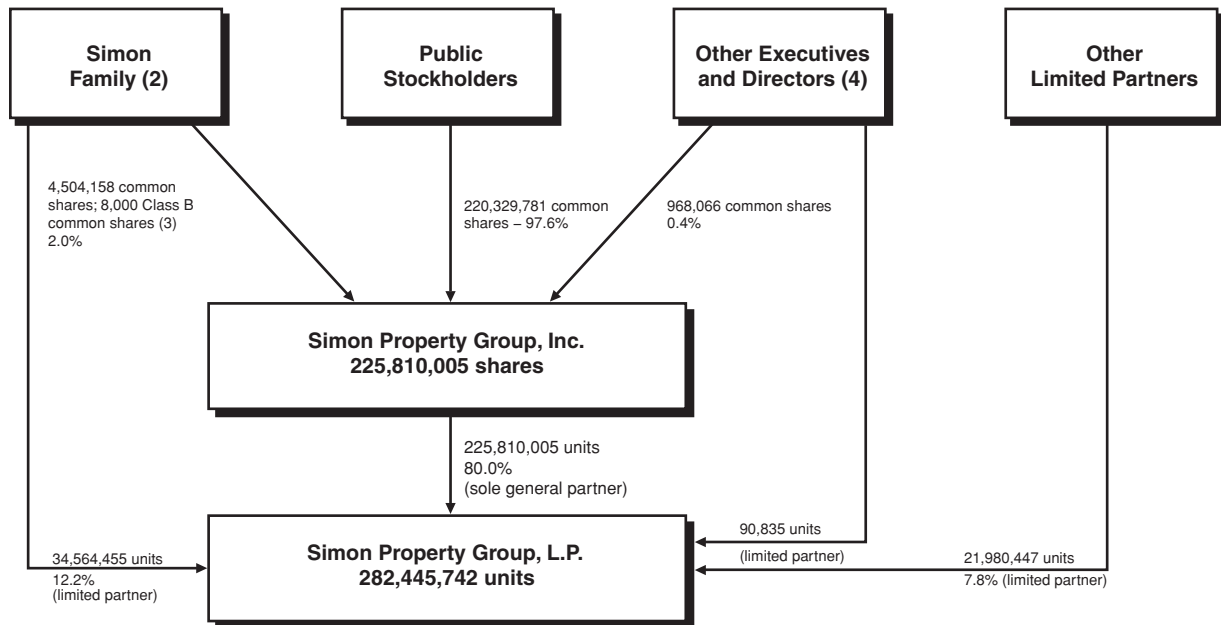 Simon
Family (2)
Public
Stockholders
Other Executives
and Directors (4)
Other
Limited Partners
4,504,158 common
shares; 8,000 Class B
common shares (3)
2.0%
220,329,781 common
shares – 97.6%
968,066 common shares
0.4%
Simon Property Group, Inc.
225,810,005 shares
225,810,005 units
80.0%
(sole general partner)
Simon Property Group, L.P.
282,445,742 units
34,564,455 units
12.2%
(limited partner)
90,835 units
(limited partner)
21,980,447 units
7.8% (limited partner)